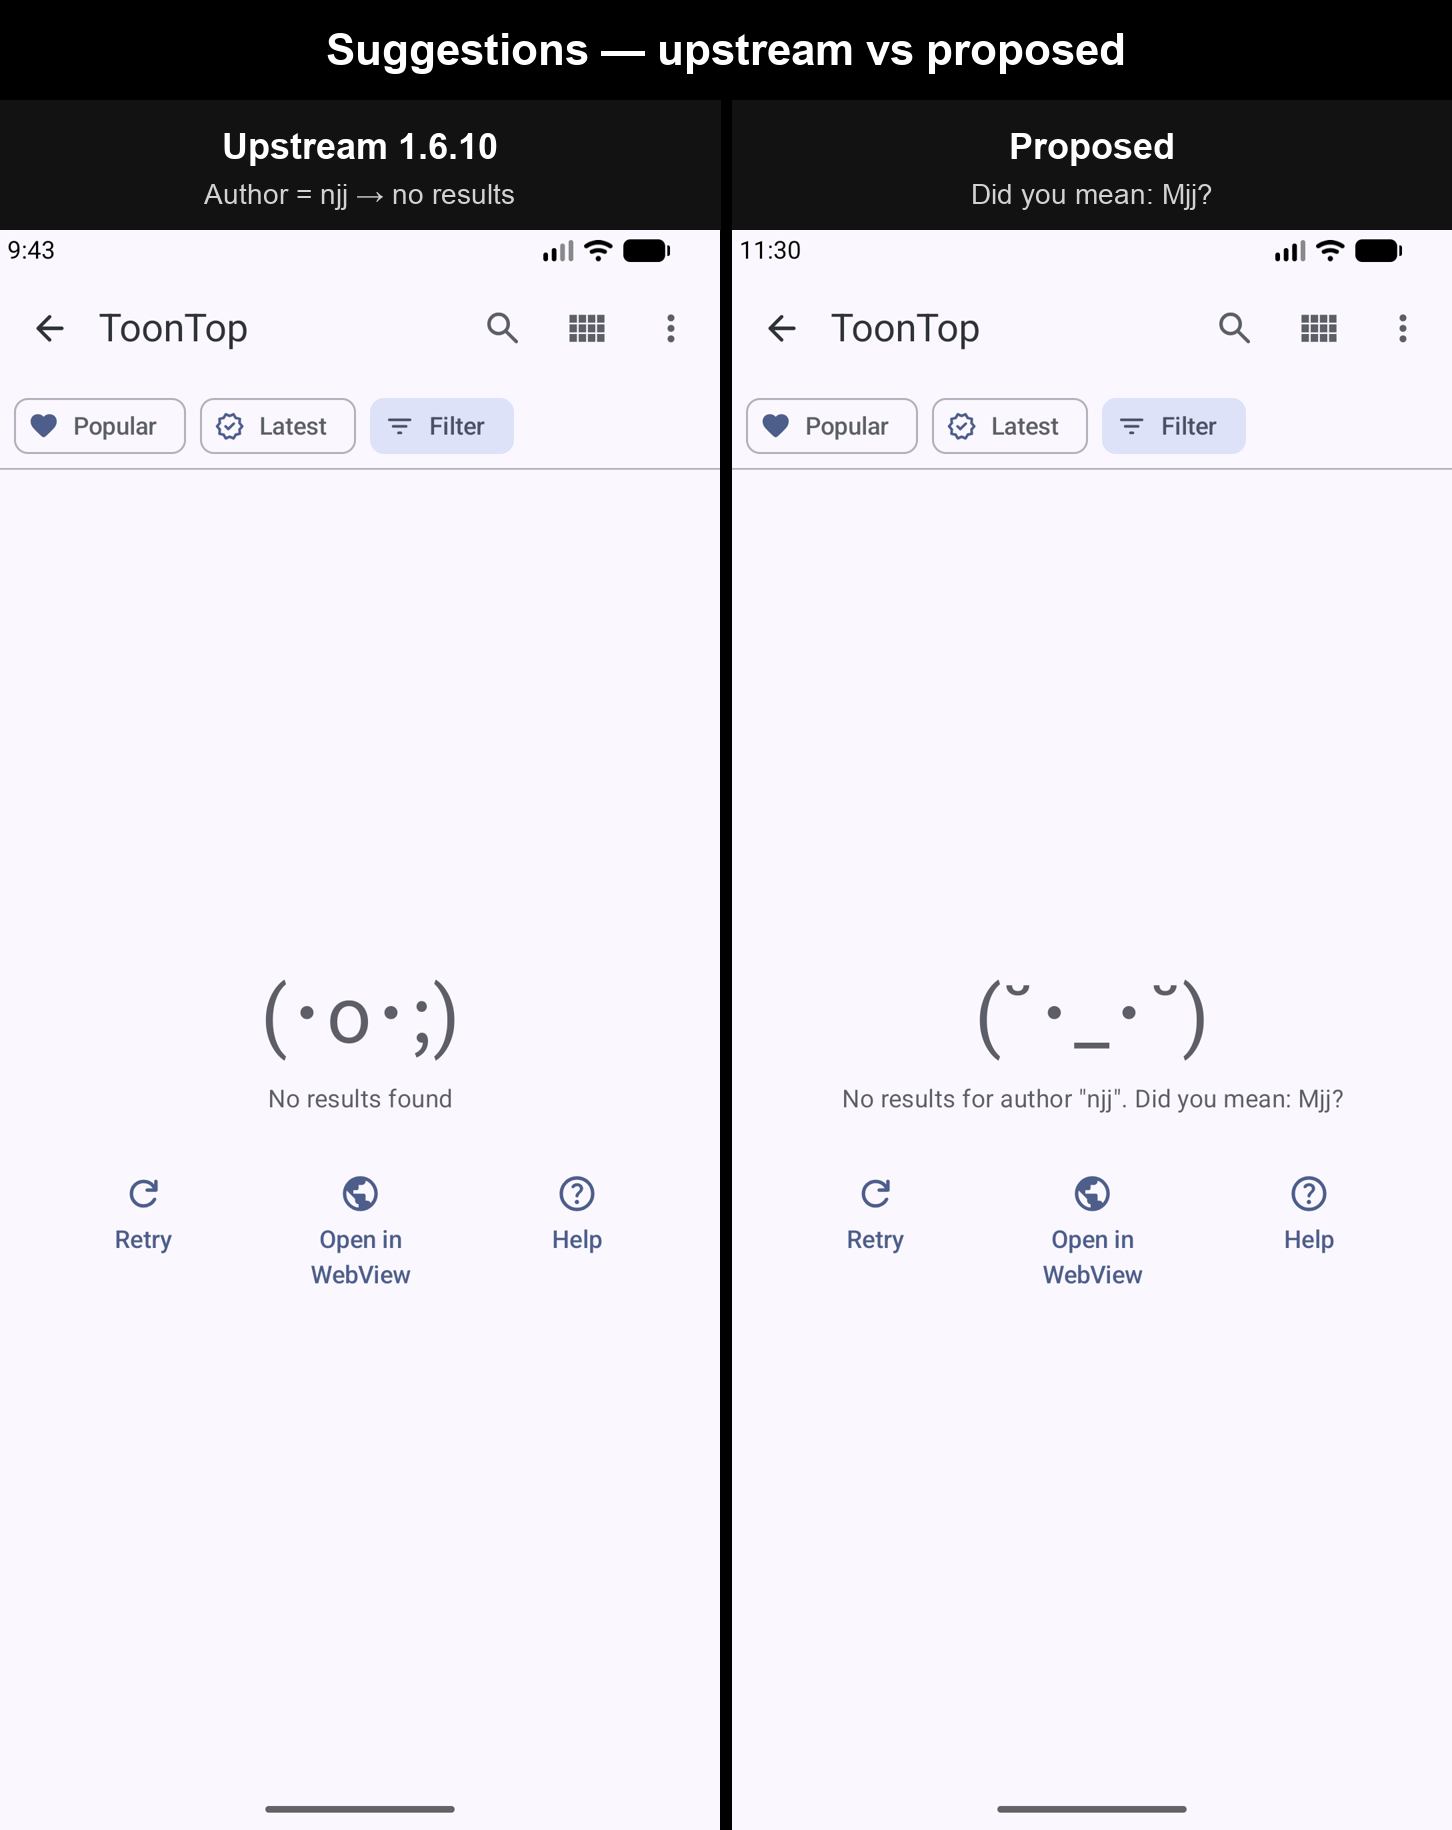 Suggestions — upstream vs proposed
Upstream 1.6.10
Author = njj → no results
9:43
ToonTop
Popular
Latest
Filter
(･o･;)
No results found
Retry
Open in
WebView
Help
Proposed
Did you mean: Mjj?
11:30
ToonTop
Popular
Latest
Filter
(˘･_･˘)
No results for author "njj". Did you mean: Mjj?
Retry
Open in
WebView
Help